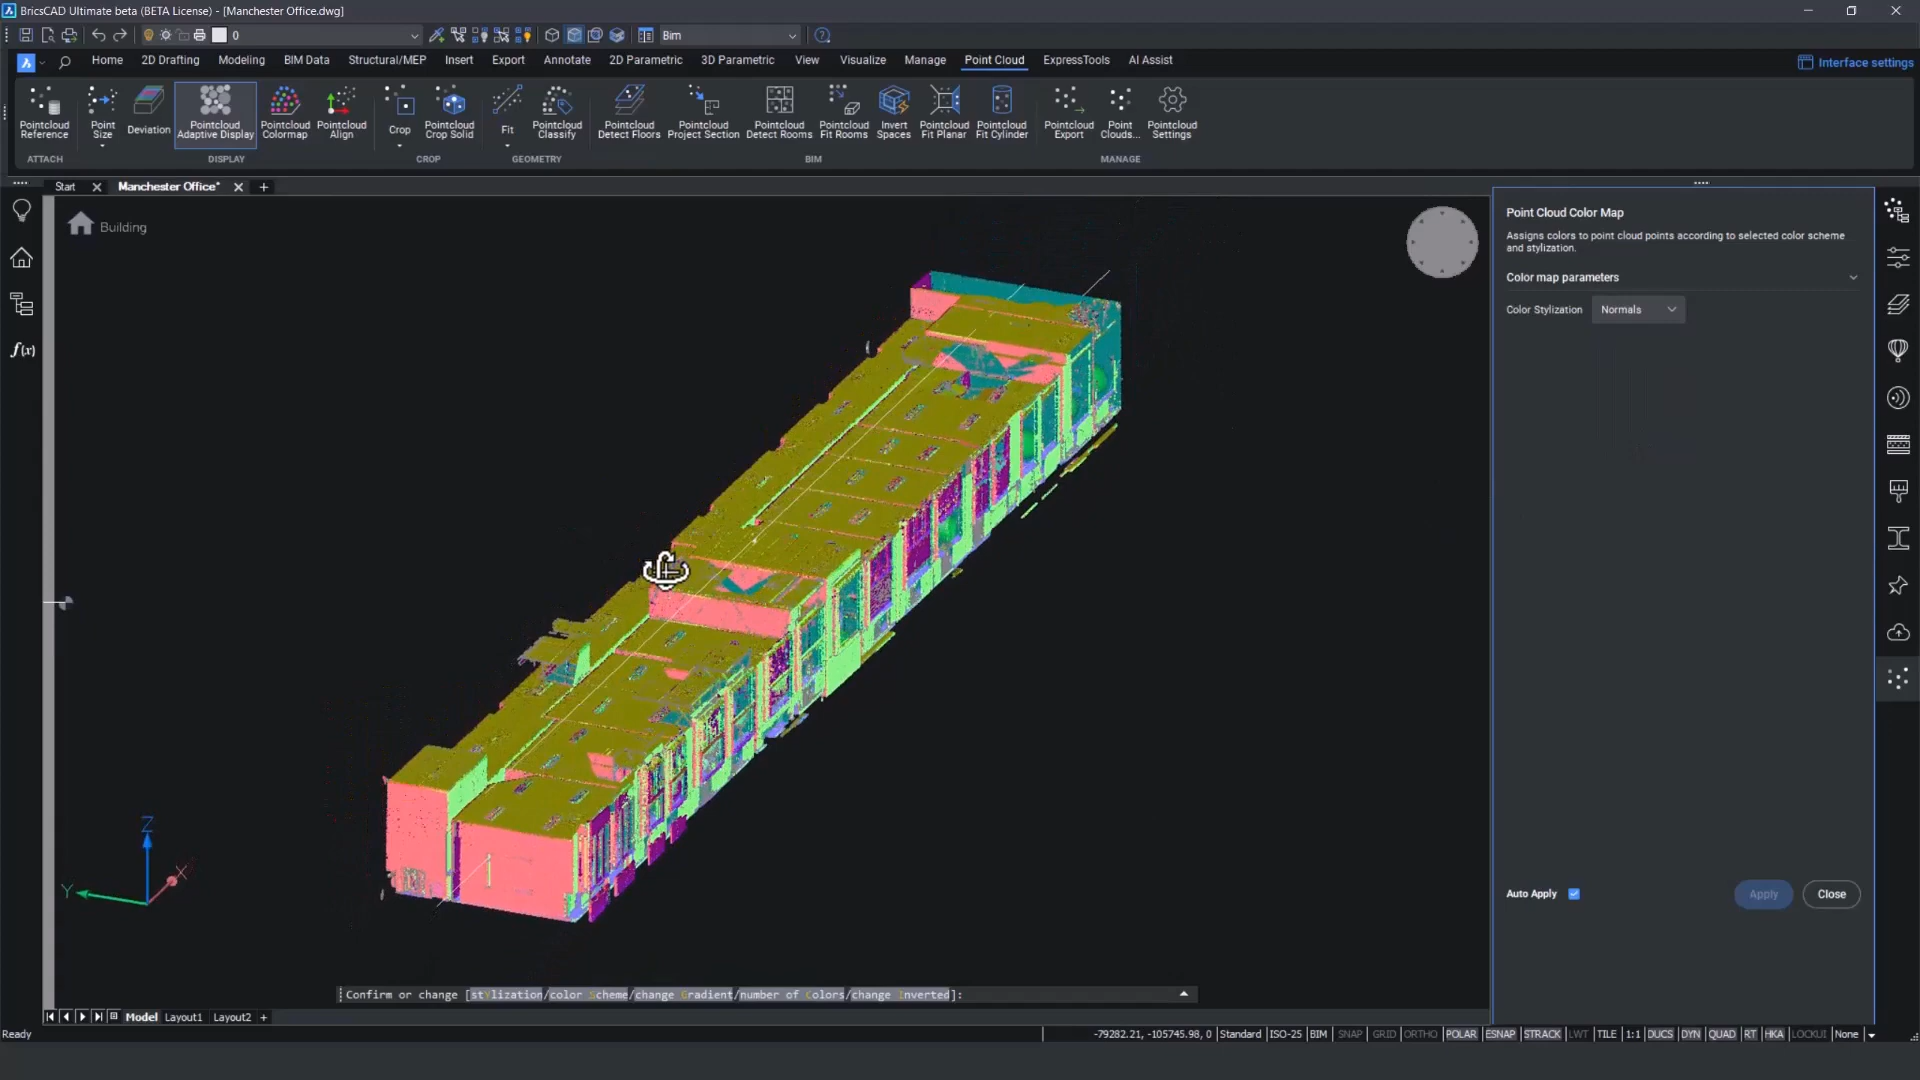 BricsCAD Ultimate beta (BETA License) - [Manchester Office.dwg]
0
Bim
Home 2D Drafting Modeling BIM Data Structural/MEP Insert Export Annotate 2D Parametric 3D Parametric View Visualize Manage Point Cloud ExpressTools AI Assist
Interface settings
Pointcloud Reference
Point Size
Deviation
Pointcloud Adaptive Display
Pointcloud Colormap
Pointcloud Align
Crop
Pointcloud Crop Solid
Fit
Pointcloud Classify
Pointcloud Detect Floors
Pointcloud Project Section
Pointcloud Detect Rooms
Pointcloud Fit Rooms
Invert Spaces
Pointcloud Fit Planar
Pointcloud Fit Cylinder
Pointcloud Export
Point Clouds...
Pointcloud Settings
ATTACH DISPLAY CROP GEOMETRY BIM MANAGE
Start Manchester Office*
Building
f(x)
Point Cloud Color Map
Assigns colors to point cloud points according to selected color scheme
and stylization.
Color map parameters
Color Stylization Normals
Z
X
Y
Auto Apply Apply Close
Confirm or change [stYlization/color Scheme/change Gradient/number of Colors/change Inverted]:
Model Layout1 Layout2 +
Ready
-79282.21, -105745.98, 0 Standard ISO-25 BIM SNAP GRID ORTHO POLAR ESNAP STRACK LWT TILE 1:1 DUCS DYN QUAD RT HKA LOCKUI None